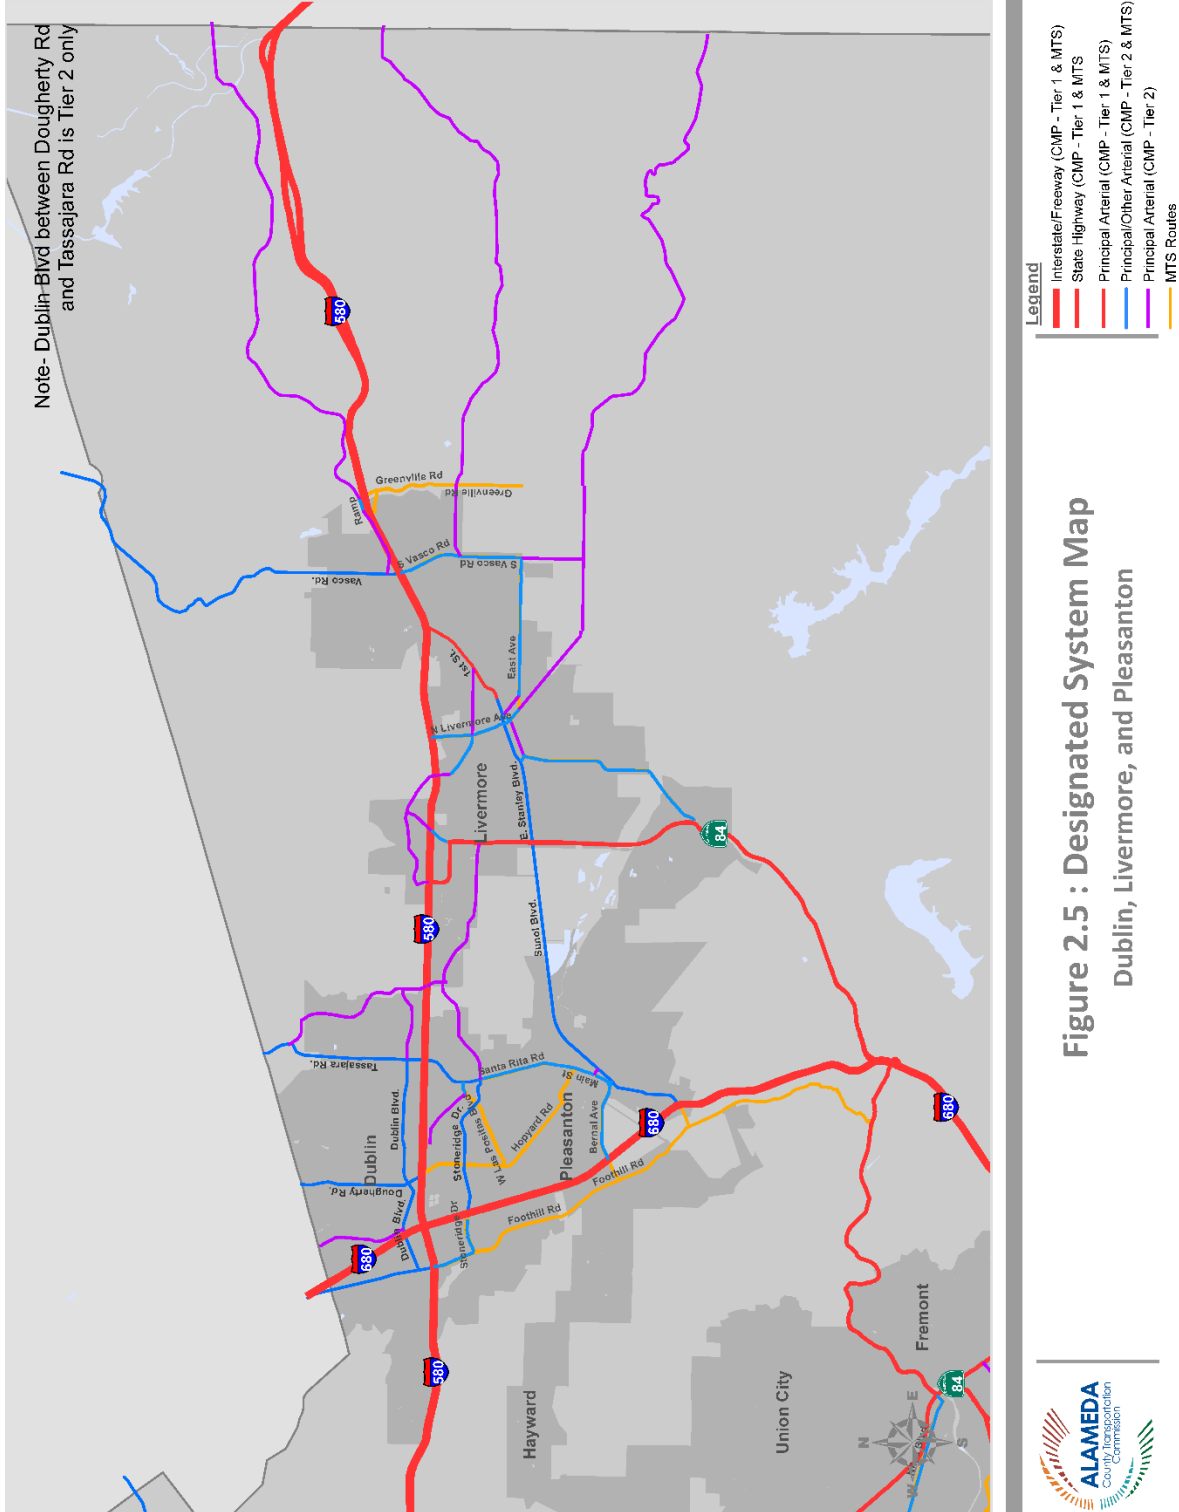 Note- Dublin Blvd between Dougherty Rd
and Tassajara Rd is Tier 2 only
580
Vasco Rd.
Ramp
Greenville Rd
Greenville Rd
S Vasco Rd
S Vasco Rd
1st St.
East Ave
N Livermore Ave
Livermore
E. Stanley Blvd.
84
580
Sunol Blvd.
Tassajara Rd.
Dublin Blvd.
Dublin
Dougherty Rd.
Dublin Blvd.
680
580
Santa Rita Rd
Main St
Stoneridge Dr.
W Las Positas Blvd
Hopyard Rd
Pleasanton
Bernal Ave
680
Foothill Rd
Foothill Rd
Stoneridge Dr
680
Hayward
Union City
Fremont
84
N
E
S
W
Legend
Interstate/Freeway (CMP - Tier 1 & MTS)
State Highway (CMP - Tier 1 & MTS
Principal Arterial (CMP - Tier 1 & MTS)
Principal/Other Arterial (CMP - Tier 2 & MTS)
Principal Arterial (CMP - Tier 2)
MTS Routes
Figure 2.5 : Designated System Map
Dublin, Livermore, and Pleasanton
ALAMEDA
County Transportation
Commission